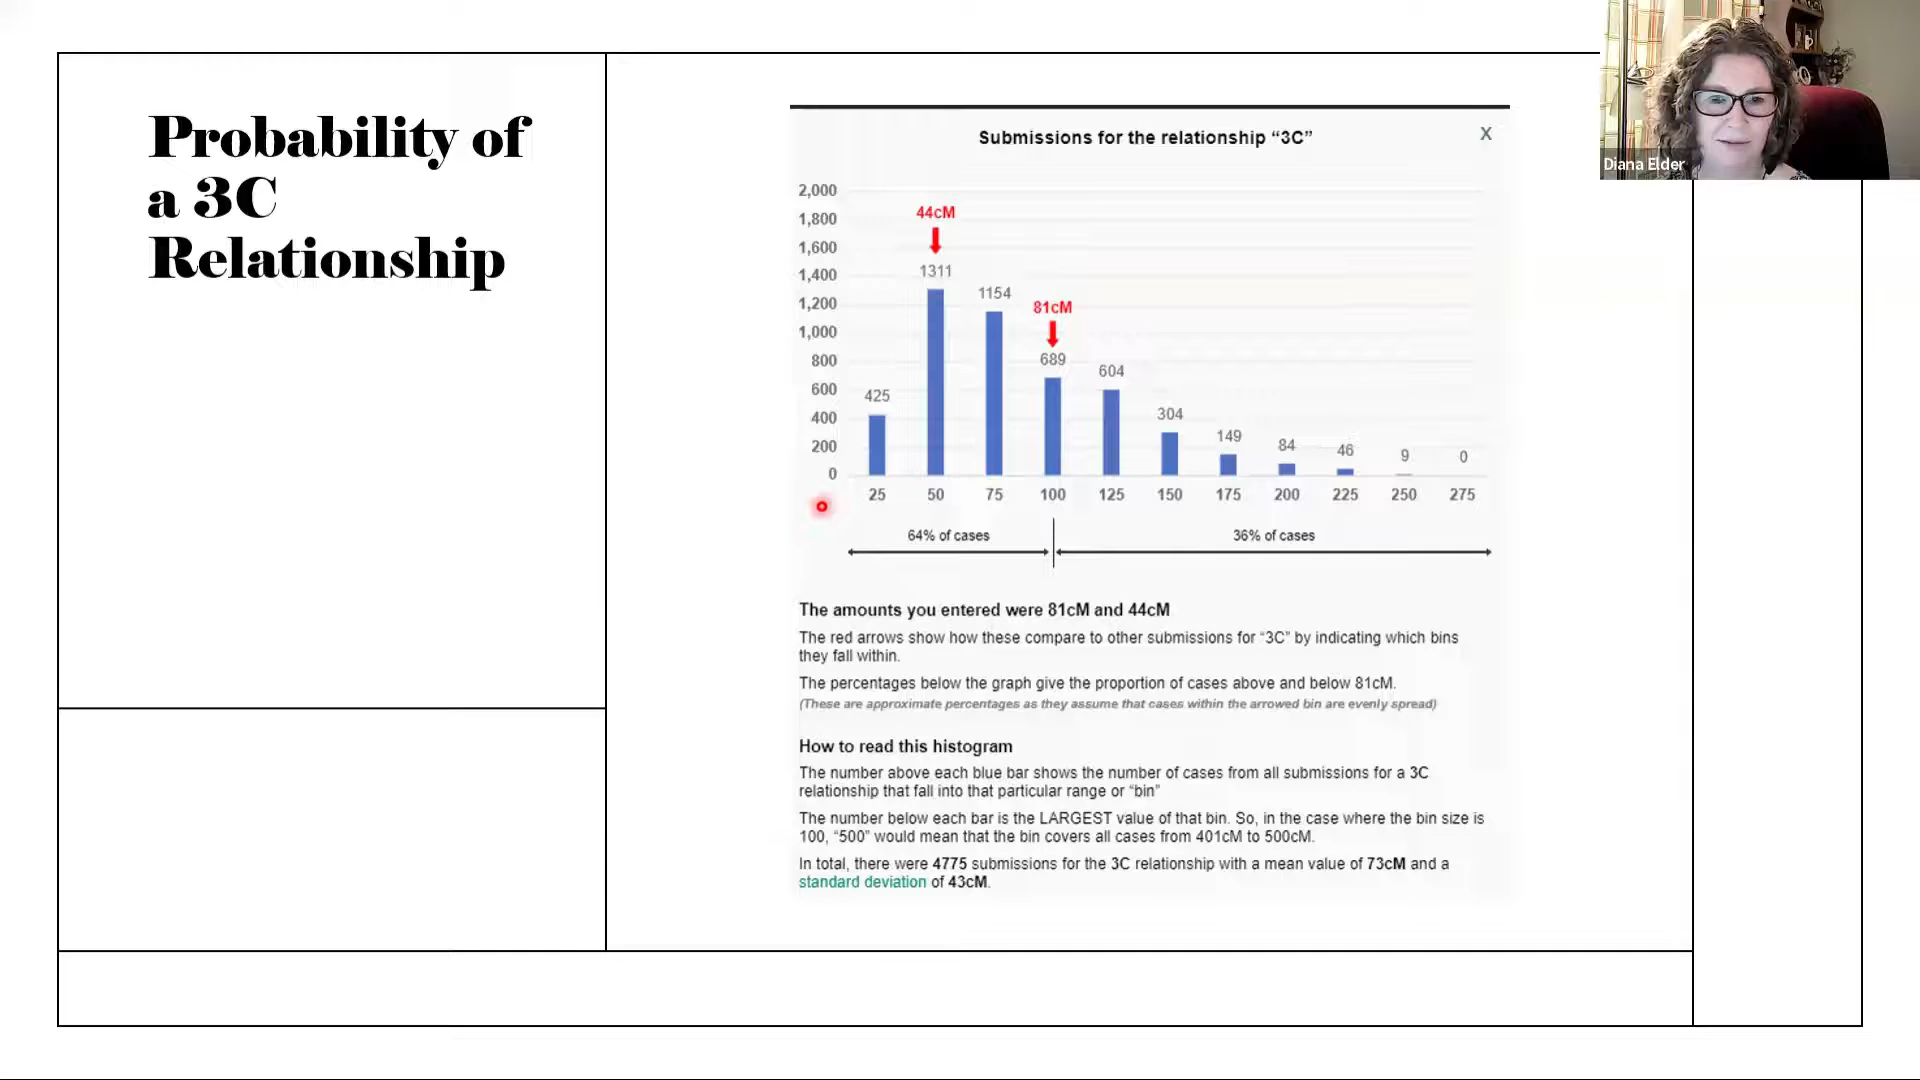 Probability of
a 3C
Relationship
Diana Elder
Submissions for the relationship “3C”
X
2,000
1,800
1,600
1,400
1,200
1,000
800
600
400
200
0
44cM
81cM
425
1311
1154
689
604
304
149
84
46
9
0
25 50 75 100 125 150 175 200 225 250 275
64% of cases
36% of cases
The amounts you entered were 81cM and 44cM
The red arrows show how these compare to other submissions for “3C” by indicating which bins
they fall within.
The percentages below the graph give the proportion of cases above and below 81cM.
(These are approximate percentages as they assume that cases within the arrowed bin are evenly spread)
How to read this histogram
The number above each blue bar shows the number of cases from all submissions for a 3C
relationship that fall into that particular range or “bin”
The number below each bar is the LARGEST value of that bin. So, in the case where the bin size is
100, “500” would mean that the bin covers all cases from 401cM to 500cM.
In total, there were 4775 submissions for the 3C relationship with a mean value of 73cM and a
standard deviation of 43cM.